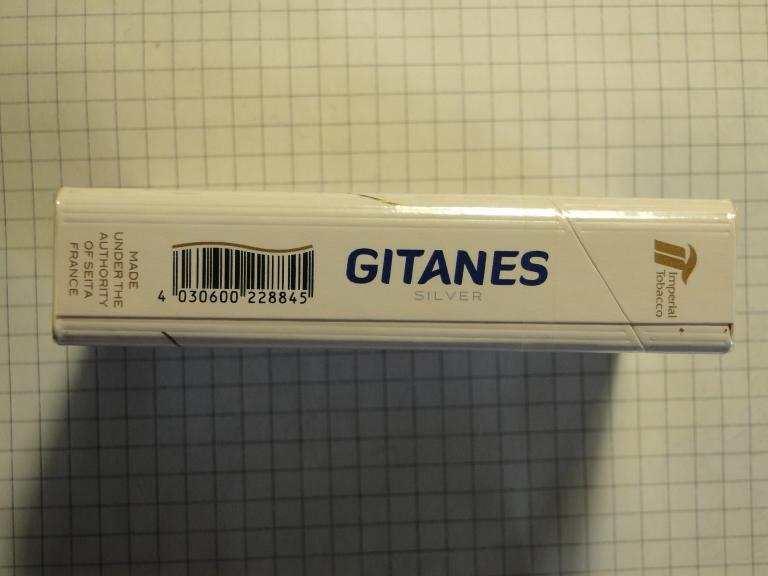 MADE
UNDER THE
AUTHORITY
OF SEITA
FRANCE
4 030600 228845
GITANES
SILVER
Imperial
Tobacco